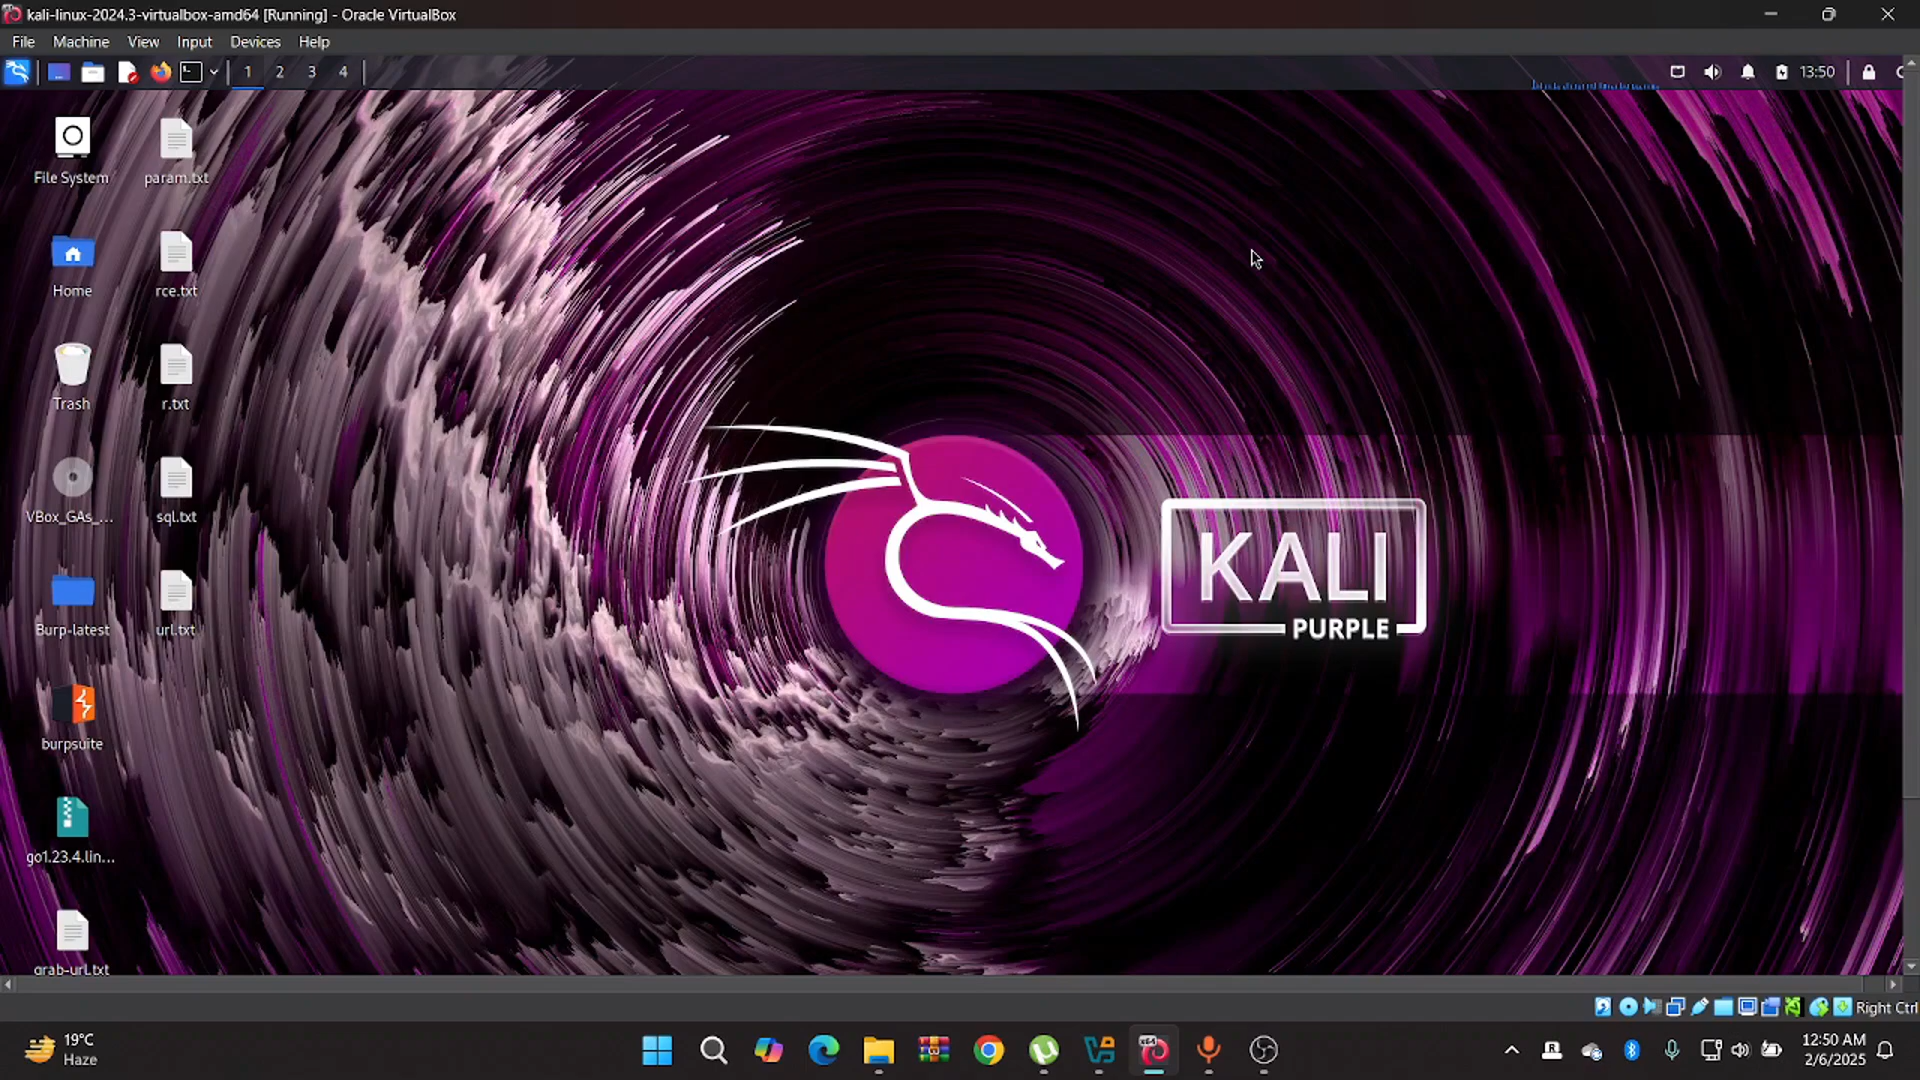 kali-linux-2024.3-virtualbox-amd64 [Running] - Oracle VirtualBox
File Machine View Input Devices Help
1 2 3 4
13:50
File System
param.txt
Home
rce.txt
Trash
r.txt
VBox_GAs_...
sql.txt
Burp-latest
url.txt
burpsuite
go1.23.4.lin...
grab-url.txt
KALI
PURPLE
Right Ctrl
19°C
Haze
12:50 AM
2/6/2025